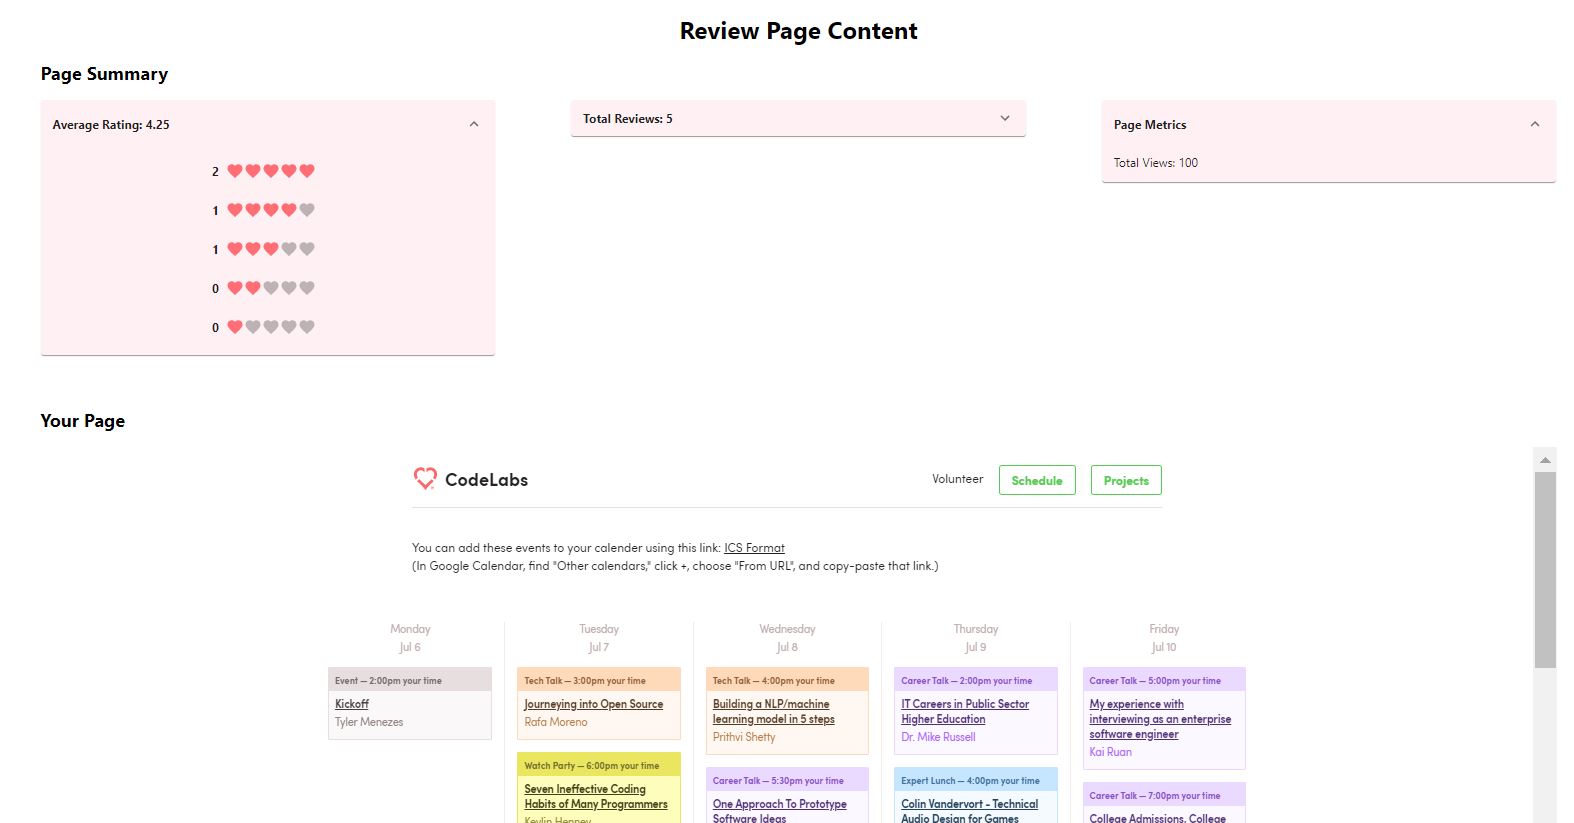 Review Page Content
Page Summary
Average Rating: 4.25
2
1
1
0
0
Total Reviews: 5
Page Metrics
Total Views: 100
Your Page
CodeLabs
Volunteer
Schedule
Projects
You can add these events to your calender using this link: ICS Format
(In Google Calendar, find "Other calendars," click +, choose "From URL", and copy-paste that link.)
Monday
Jul 6
Event — 2:00pm your time
Kickoff
Tyler Menezes
Tuesday
Jul 7
Tech Talk — 3:00pm your time
Journeying into Open Source
Rafa Moreno
Watch Party — 6:00pm your time
Seven Ineffective Coding
Habits of Many Programmers
Kevlin Henney
Wednesday
Jul 8
Tech Talk — 4:00pm your time
Building a NLP/machine
learning model in 5 steps
Prithvi Shetty
Career Talk — 5:30pm your time
One Approach To Prototype
Software Ideas
Thursday
Jul 9
Career Talk — 2:00pm your time
IT Careers in Public Sector
Higher Education
Dr. Mike Russell
Expert Lunch — 4:00pm your time
Colin Vandervort - Technical
Audio Design for Games
Friday
Jul 10
Career Talk — 5:00pm your time
My experience with
interviewing as an enterprise
software engineer
Kai Ruan
Career Talk — 7:00pm your time
College Admissions, College